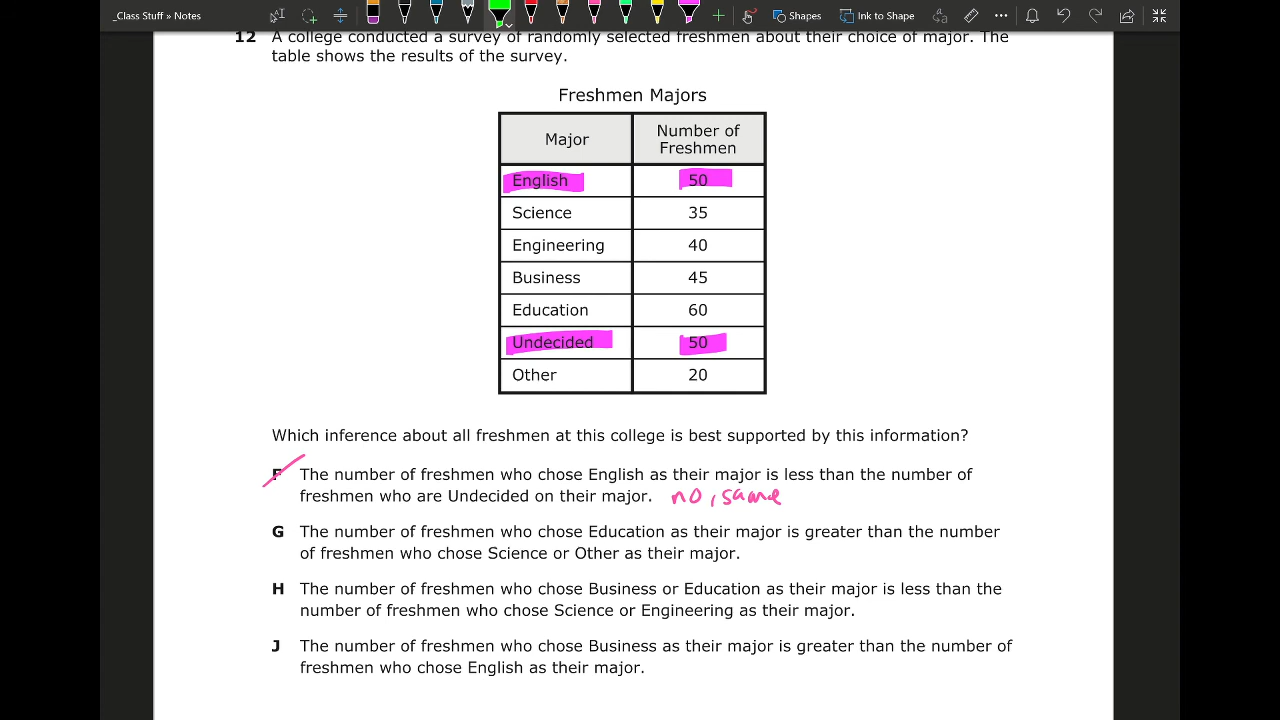 _Class Stuff » Notes
Shapes
Ink to Shape
12 A college conducted a survey of randomly selected freshmen about their choice of major. The
table shows the results of the survey.
Freshmen Majors
Major Number of
Freshmen
English 50
Science 35
Engineering 40
Business 45
Education 60
Undecided 50
Other 20
Which inference about all freshmen at this college is best supported by this information?
F The number of freshmen who chose English as their major is less than the number of
freshmen who are Undecided on their major. no, same
G The number of freshmen who chose Education as their major is greater than the number
of freshmen who chose Science or Other as their major.
H The number of freshmen who chose Business or Education as their major is less than the
number of freshmen who chose Science or Engineering as their major.
J The number of freshmen who chose Business as their major is greater than the number of
freshmen who chose English as their major.